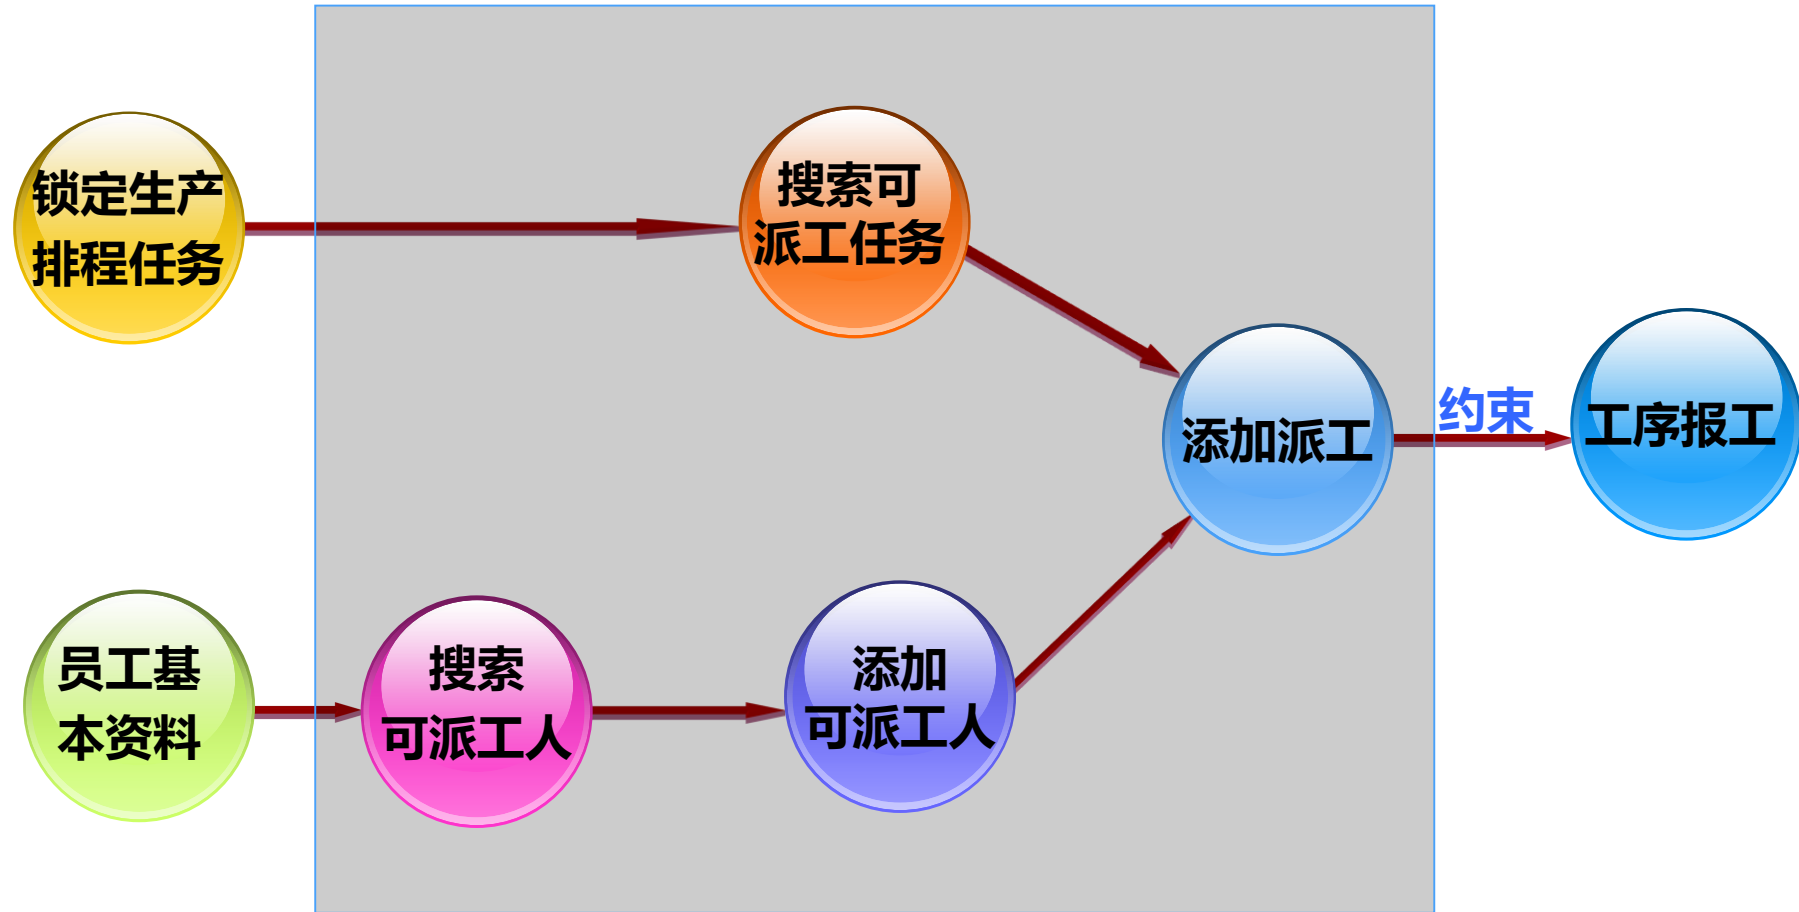 锁定生产
排程任务
搜索可
派工任务
添加派工
约束
工序报工
员工基
本资料
搜索
可派工人
添加
可派工人